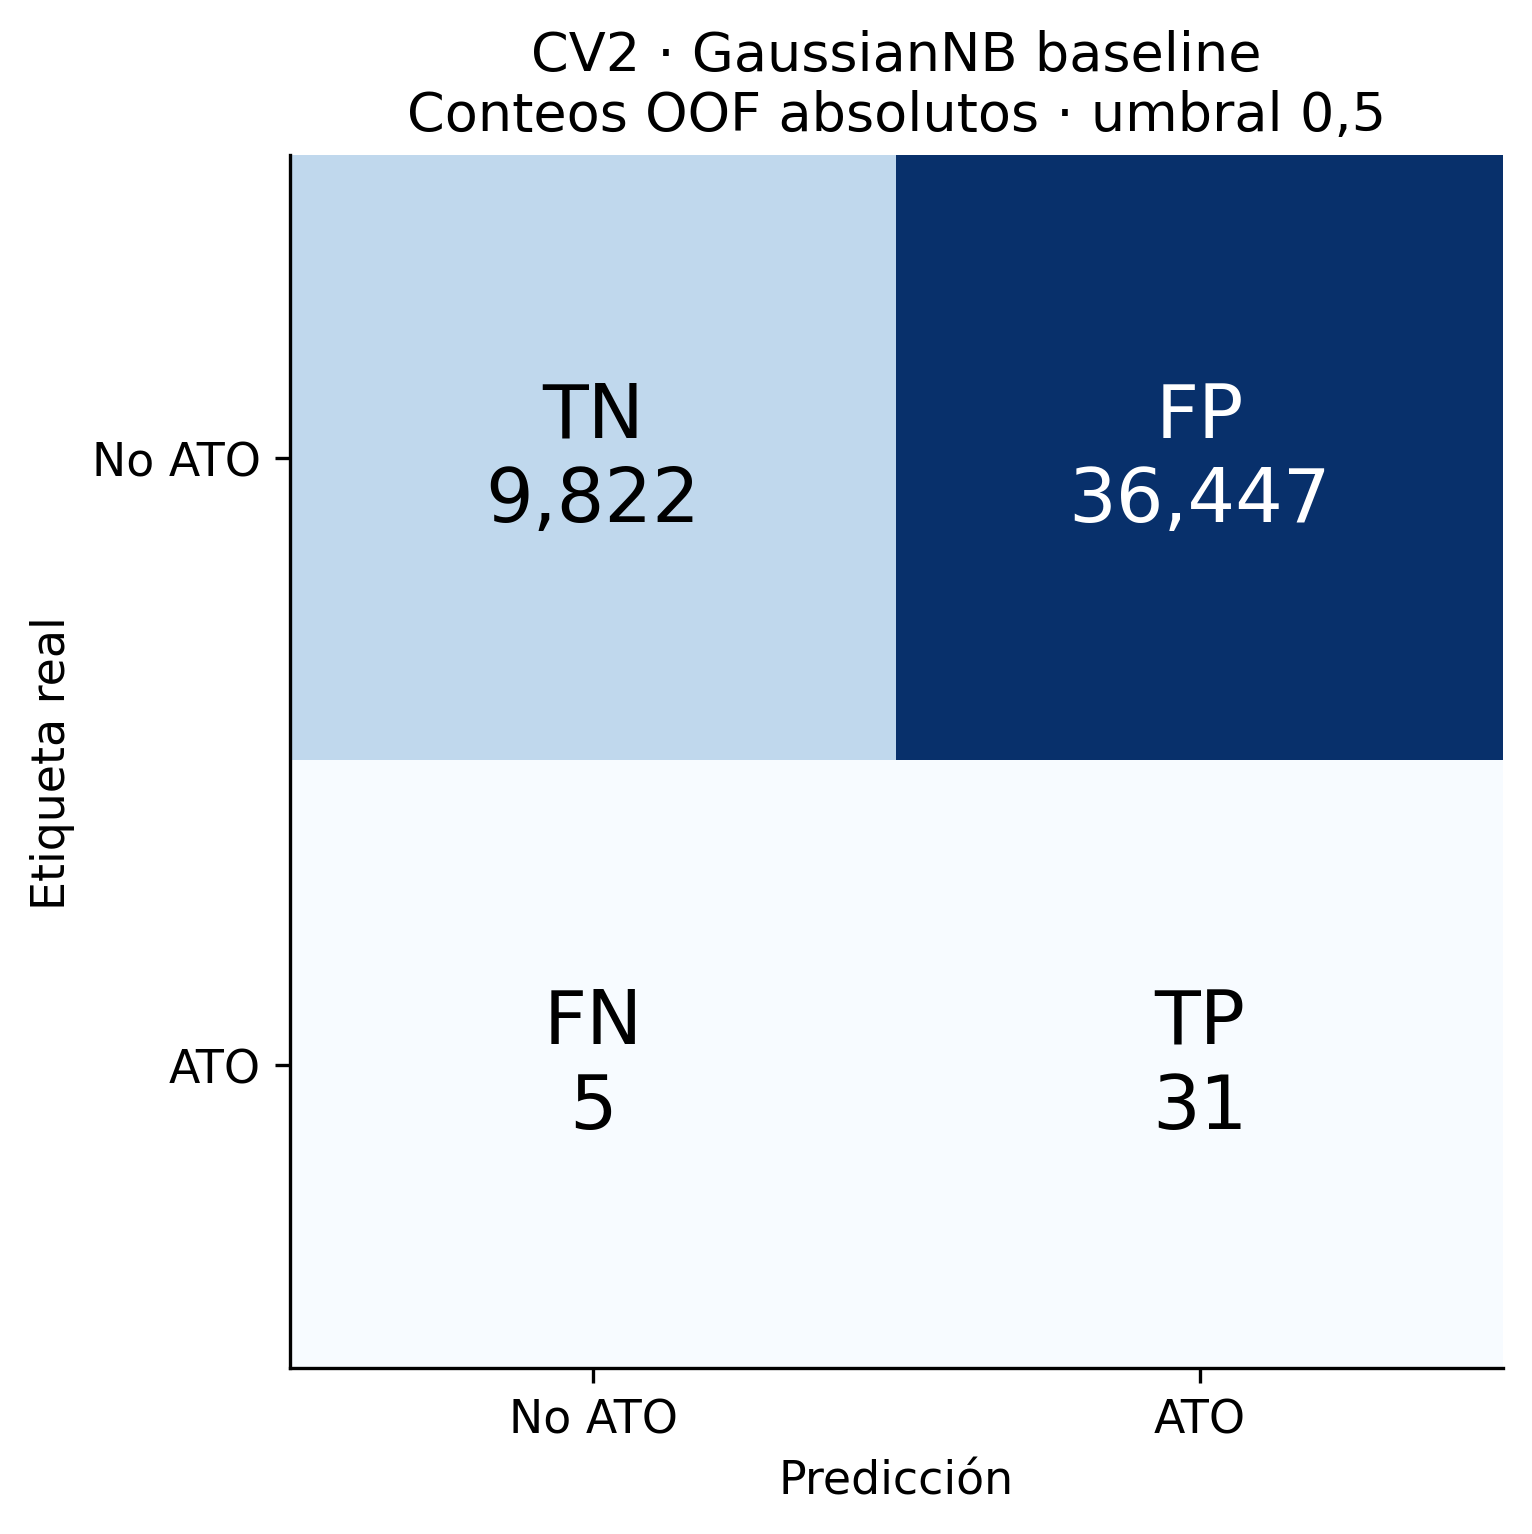 CV2 · GaussianNB baseline
Conteos OOF absolutos · umbral 0,5
Etiqueta real
No ATO
TN
9,822
FP
36,447
ATO
FN
5
TP
31
No ATO
ATO
Predicción